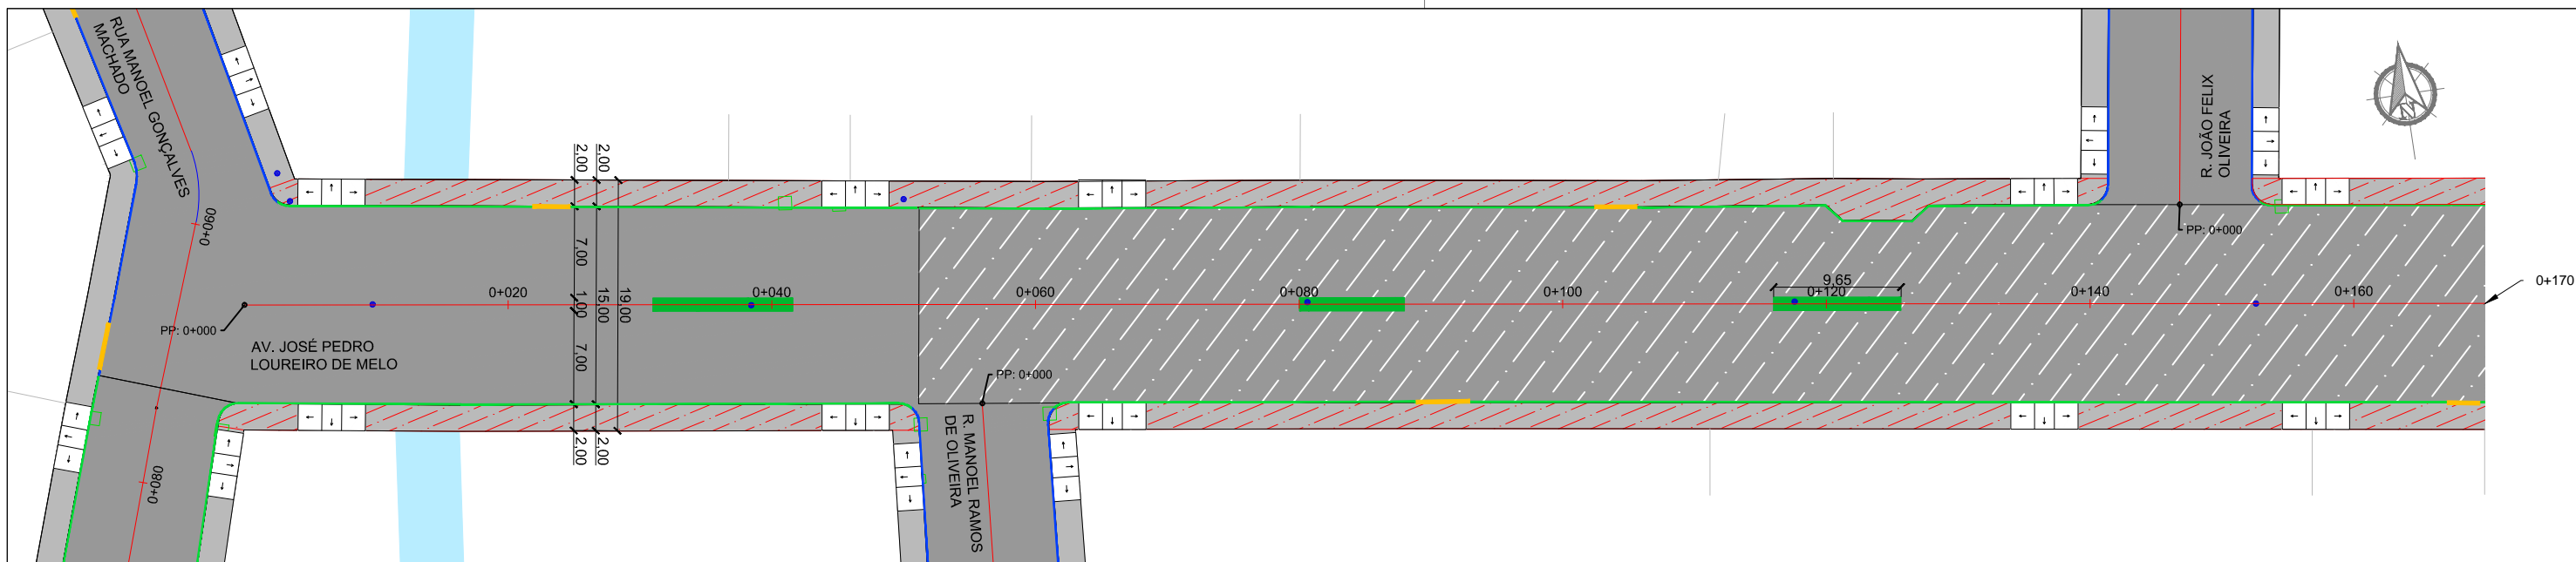 RUA MANOEL GONÇALVES
MACHADO
0+060
0+080
PP: 0+000
AV. JOSÉ PEDRO
LOUREIRO DE MELO
0+020
2,00
2,00
7,00
1,00
15,00
19,00
7,00
2,00
2,00
0+040
0+060
0+080
0+100
9,65
0+120
0+140
0+160
0+170
PP: 0+000
R. MANOEL RAMOS
DE OLIVEIRA
R. JOÃO FELIX
OLIVEIRA
PP: 0+000